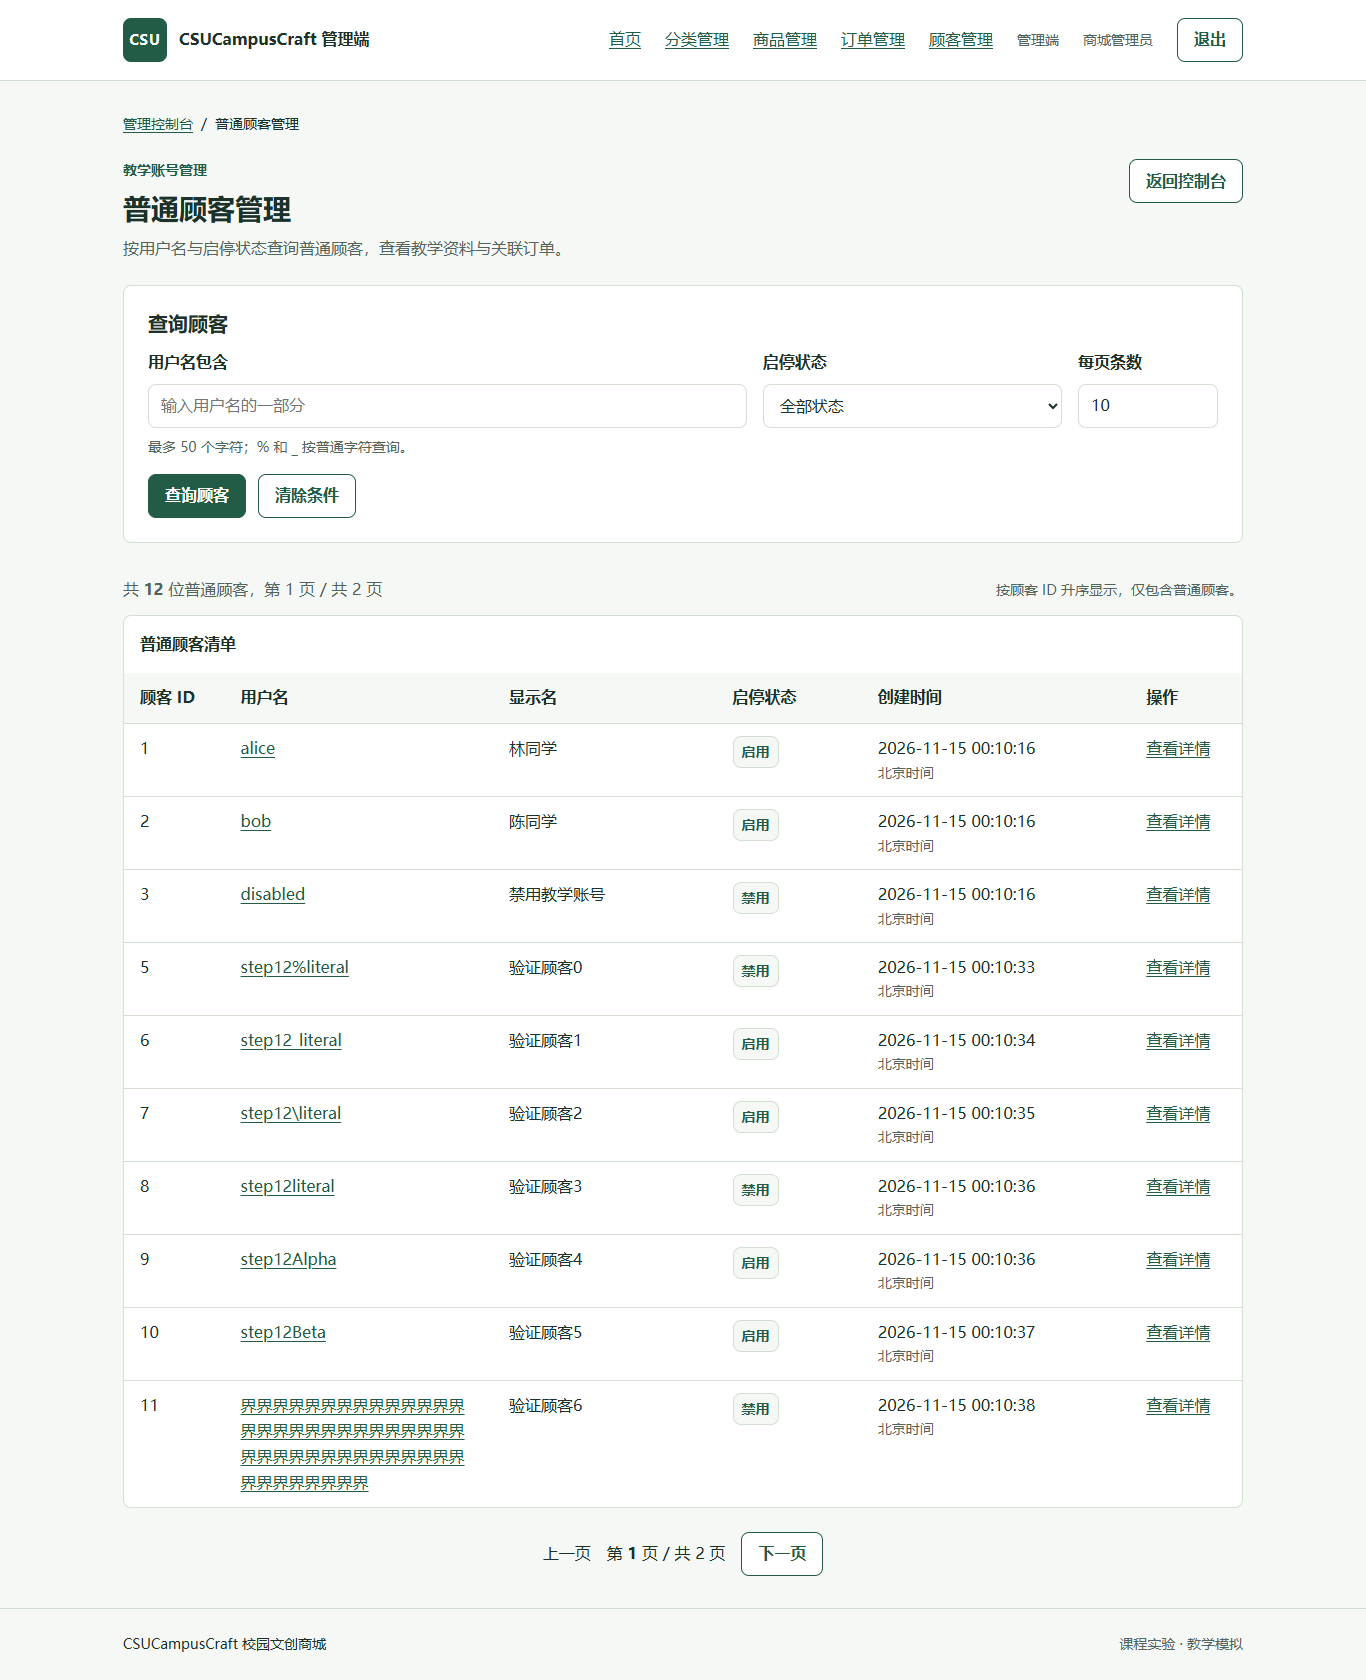 CSU
CSUCampusCraft 管理端
首页 分类管理 商品管理 订单管理 顾客管理 管理端 商城管理员 退出
管理控制台 / 普通顾客管理
教学账号管理
普通顾客管理
返回控制台
按用户名与启停状态查询普通顾客，查看教学资料与关联订单。
查询顾客
用户名包含 启停状态 每页条数
输入用户名的一部分 全部状态 10
最多 50 个字符；% 和 _ 按普通字符查询。
查询顾客 清除条件
共 12 位普通顾客，第 1 页 / 共 2 页
按顾客 ID 升序显示，仅包含普通顾客。
普通顾客清单
顾客 ID 用户名 显示名 启停状态 创建时间 操作
1 alice 林同学 启用 2026-11-15 00:10:16 查看详情
北京时间
2 bob 陈同学 启用 2026-11-15 00:10:16 查看详情
北京时间
3 disabled 禁用教学账号 禁用 2026-11-15 00:10:16 查看详情
北京时间
5 step12%literal 验证顾客0 禁用 2026-11-15 00:10:33 查看详情
北京时间
6 step12_literal 验证顾客1 启用 2026-11-15 00:10:34 查看详情
北京时间
7 step12\literal 验证顾客2 启用 2026-11-15 00:10:35 查看详情
北京时间
8 step12literal 验证顾客3 禁用 2026-11-15 00:10:36 查看详情
北京时间
9 step12Alpha 验证顾客4 启用 2026-11-15 00:10:36 查看详情
北京时间
10 step12Beta 验证顾客5 启用 2026-11-15 00:10:37 查看详情
北京时间
11 界界界界界界界界界界界界界界 验证顾客6 禁用 2026-11-15 00:10:38 查看详情
界界界界界界界界界界界界界界 北京时间
界界界界界界界界界界界界界界
界界界界界界界界
上一页 第 1 页 / 共 2 页 下一页
CSUCampusCraft 校园文创商城
课程实验 · 教学模拟